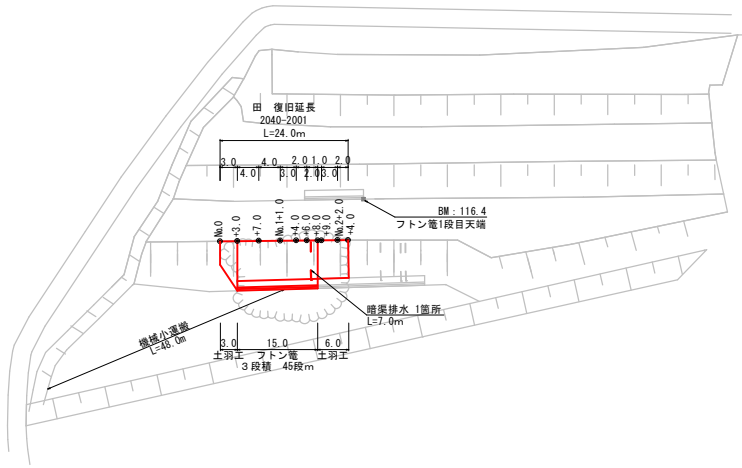 田 復旧延長
2040-2001
L=24.0m
3.0 4.0 2.0 1.0 2.0
4.0 3.0 2.0 3.0
BM：116.4
フトン篭1段目天端
No.0
+3.0
+7.0
No.1+1.0
+4.0
+6.0
+8.0
+9.0
No.2+2.0
+4.0
暗渠排水 1箇所
L=7.0m
機械小運搬
L=48.0m
3.0 15.0 6.0
土羽工 フトン篭 土羽工
3段積 45段m